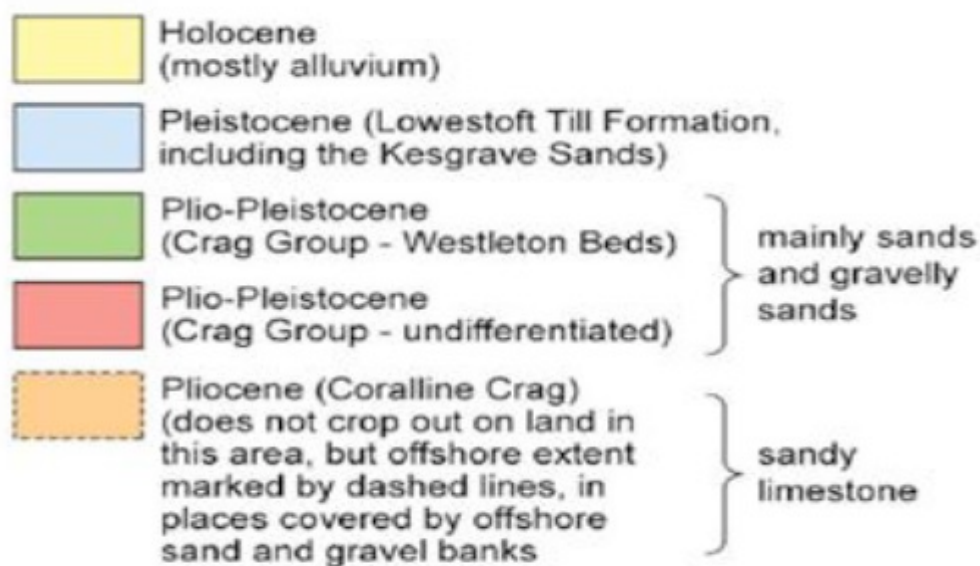 Holocene
(mostly alluvium)
Pleistocene (Lowestoft Till Formation,
including the Kesgrave Sands)
Plio-Pleistocene
(Crag Group - Westleton Beds)
Plio-Pleistocene
(Crag Group - undifferentiated)
mainly sands
and gravelly
sands
Pliocene (Coralline Crag)
(does not crop out on land in
this area, but offshore extent
marked by dashed lines, in
places covered by offshore
sand and gravel banks
sandy
limestone